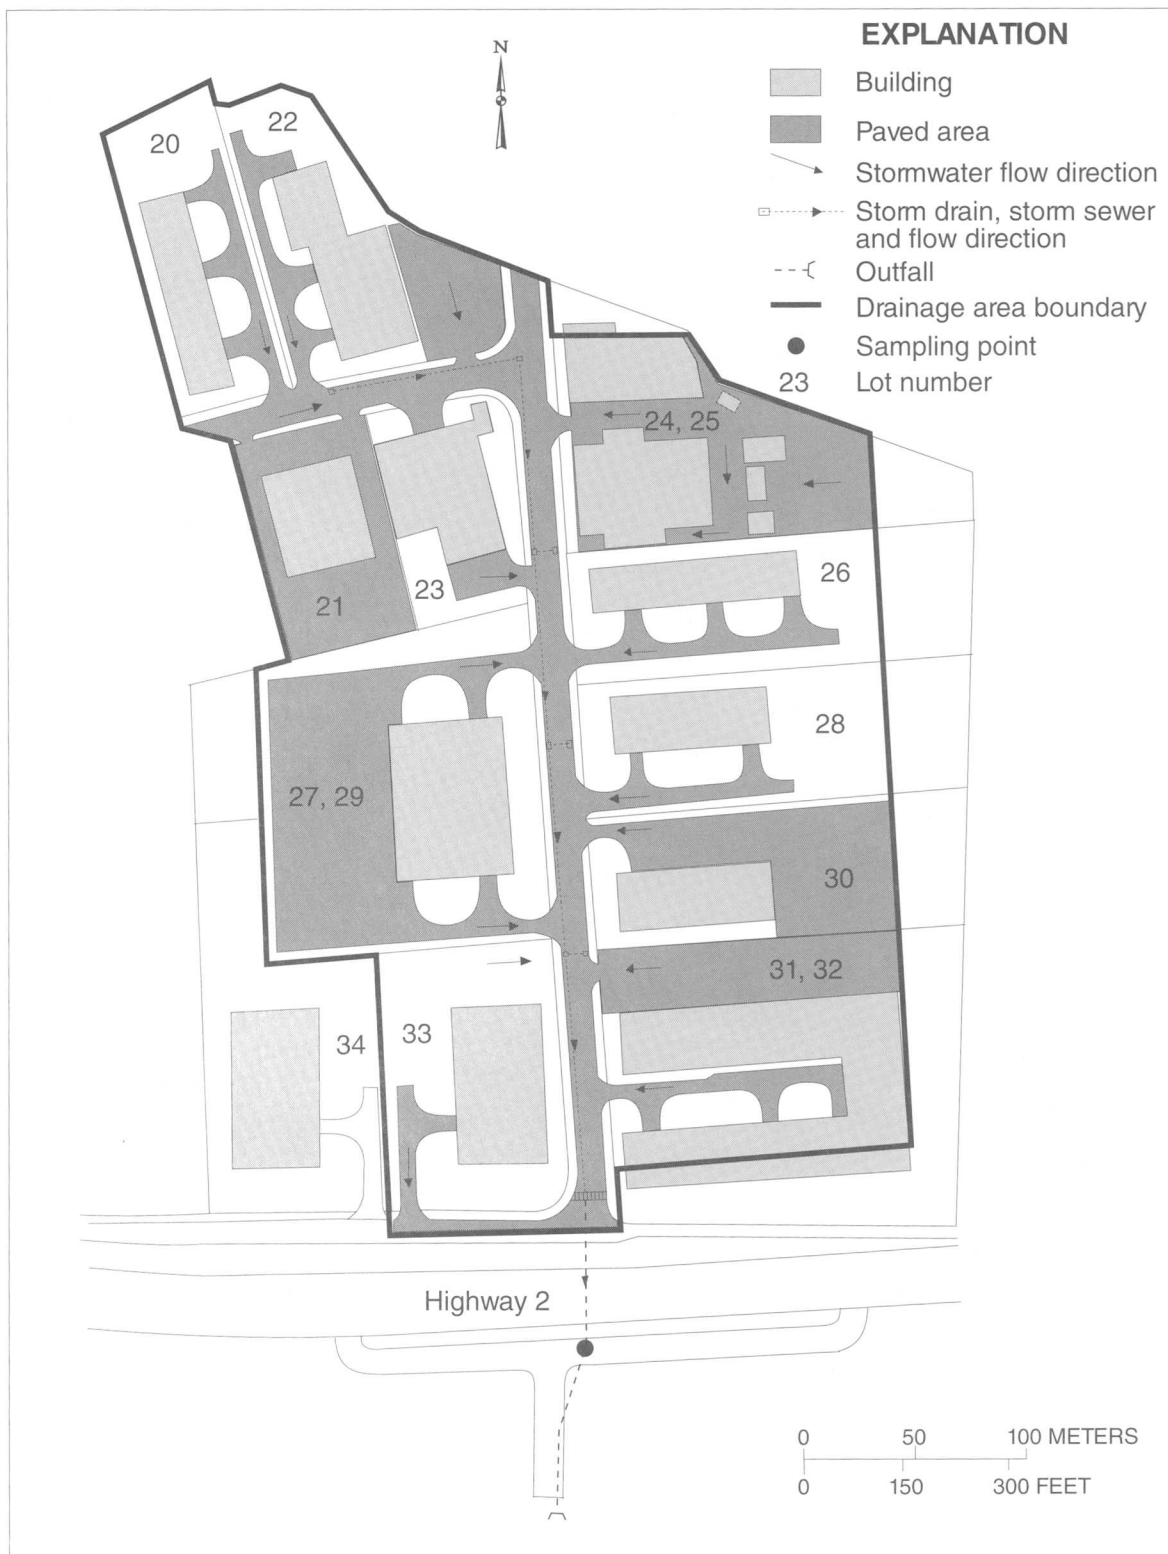 EXPLANATION
Building
Paved area
Stormwater flow direction
Storm drain, storm sewer
and flow direction
Outfall
Drainage area boundary
Sampling point
23 Lot number
N
20
22
24, 25
21
23
26
28
27, 29
30
31, 32
33
34
Highway 2
0 50 100 METERS
0 150 300 FEET